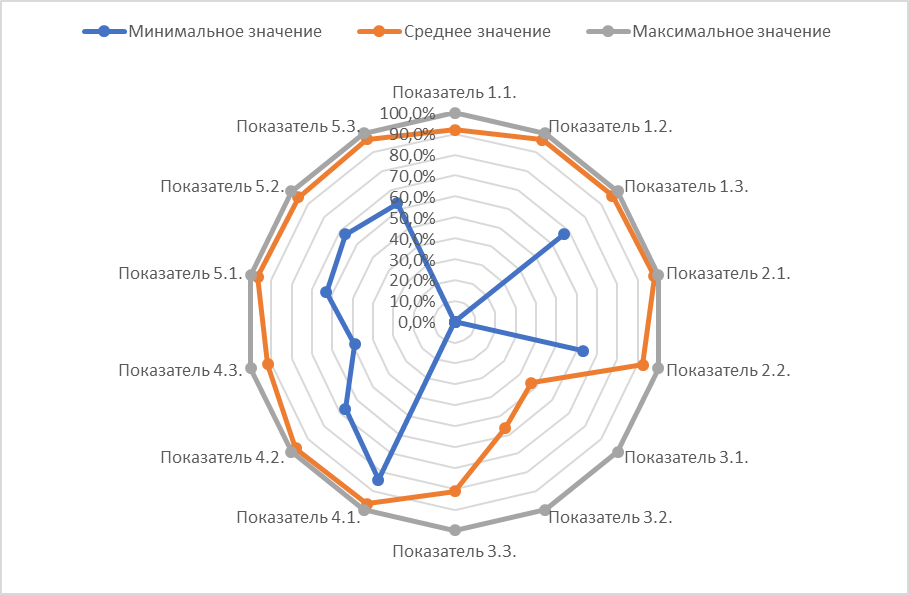 Минимальное значение Среднее значение Максимальное значение
Показатель 1.1.
Показатель 1.2.
Показатель 1.3.
Показатель 2.1.
Показатель 2.2.
Показатель 3.1.
Показатель 3.2.
Показатель 3.3.
Показатель 4.1.
Показатель 4.2.
Показатель 4.3.
Показатель 5.1.
Показатель 5.2.
Показатель 5.3.
100,0%
90,0%
80,0%
70,0%
60,0%
50,0%
40,0%
30,0%
20,0%
10,0%
0,0%